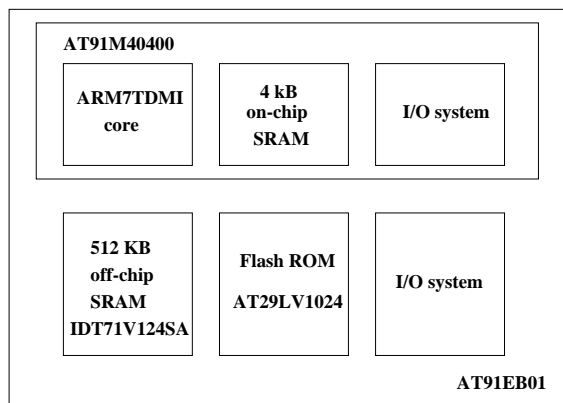 AT91M40400
ARM7TDMI
core
4 kB
on-chip
SRAM
I/O system
512 KB
off-chip
SRAM
IDT71V124SA
Flash ROM
AT29LV1024
I/O system
AT91EB01